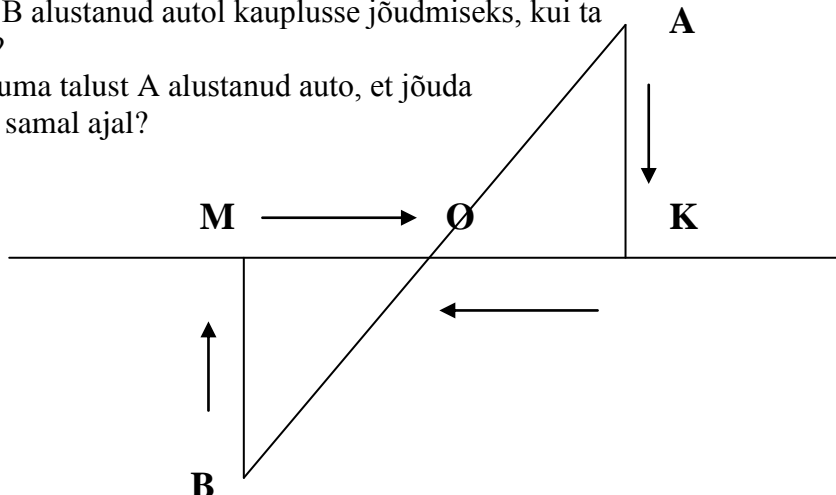 B alustanud autol kauplusse jõudmiseks, kui ta
?
uma talust A alustanud auto, et jõuda
samal ajal?
A
M O K
B